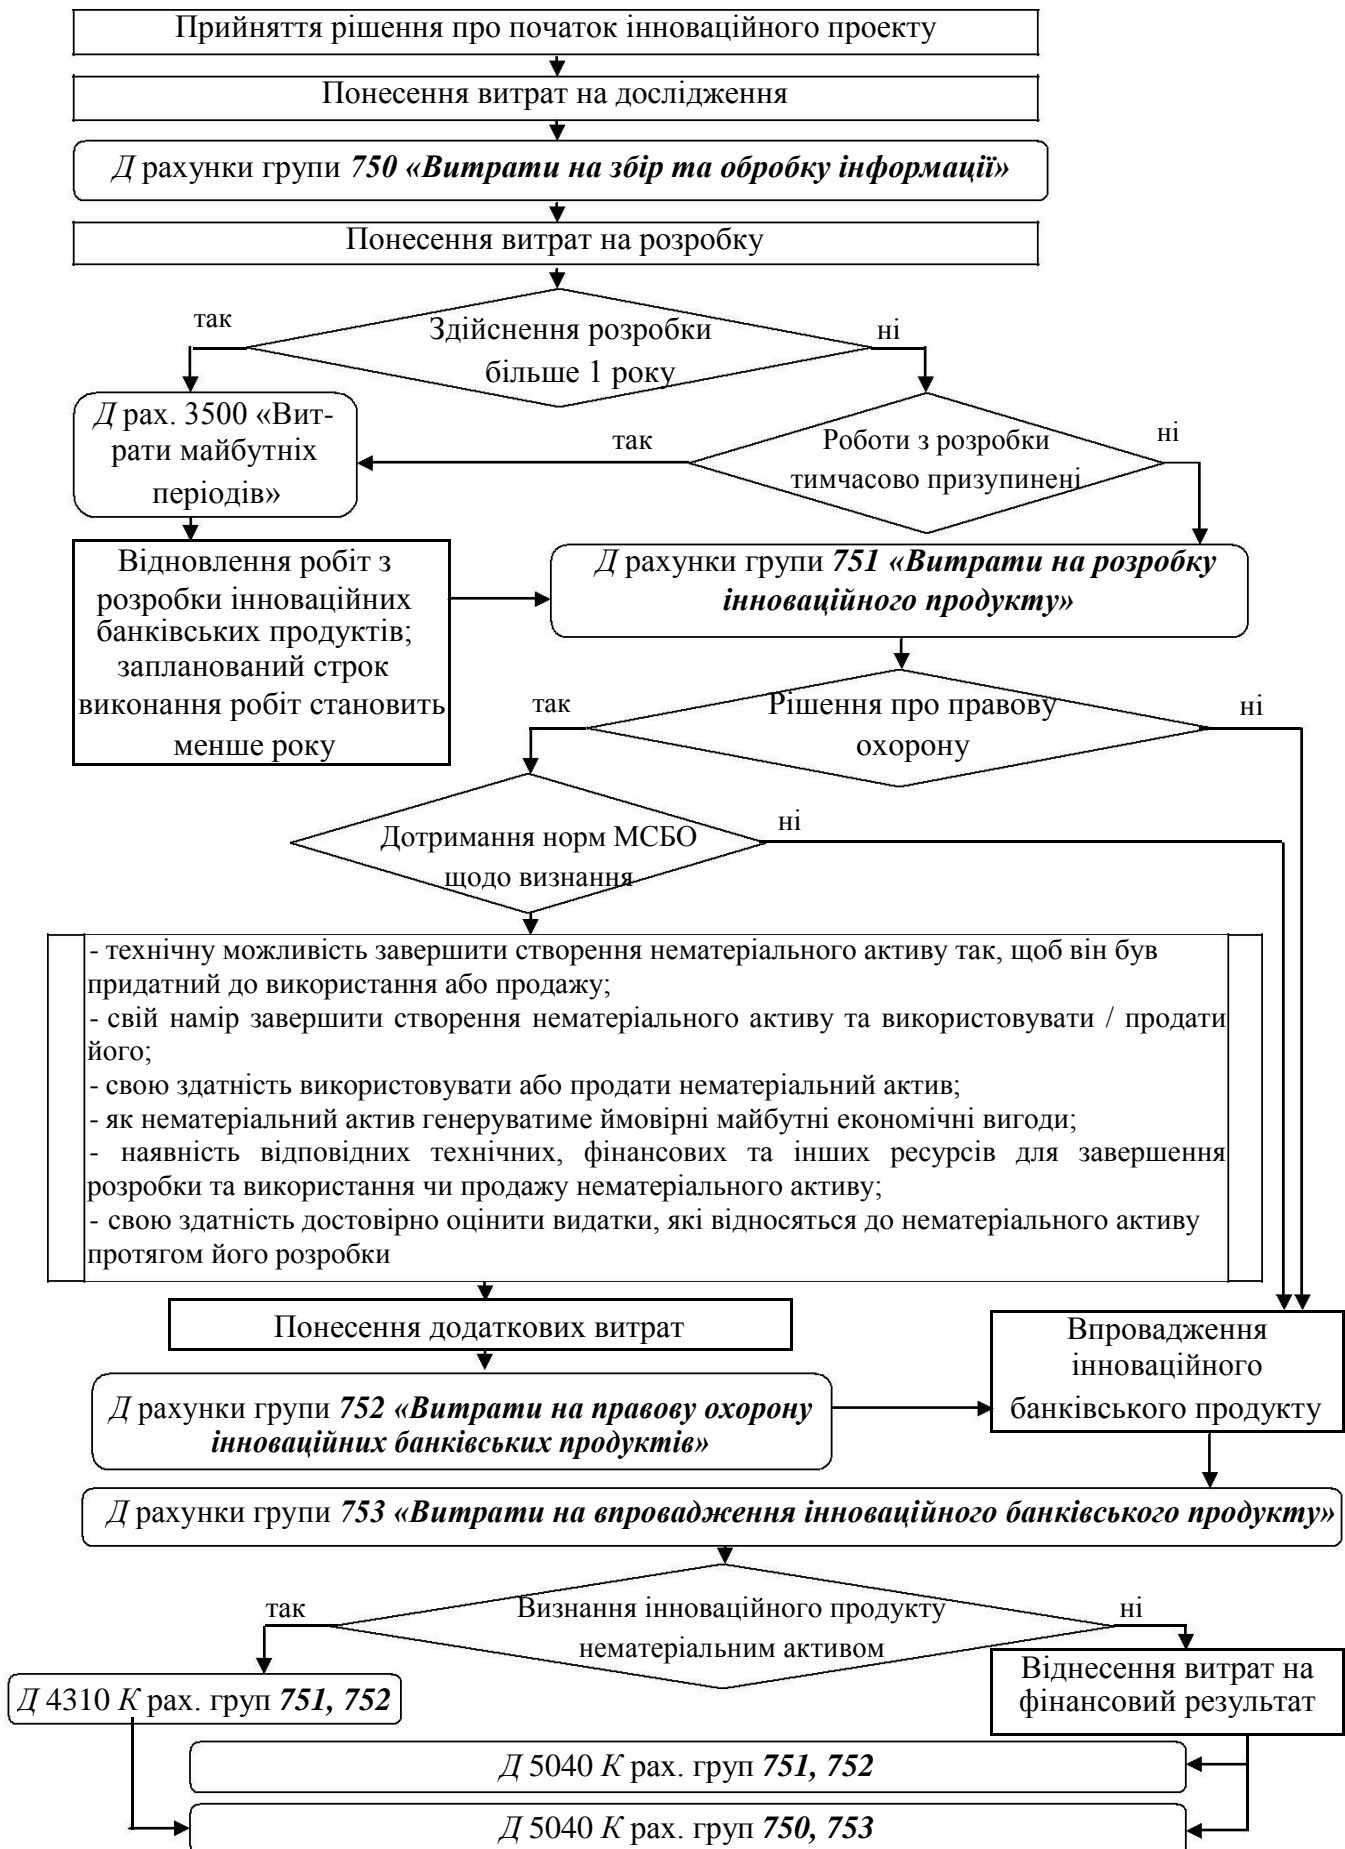 Прийняття рішення про початок інноваційного проекту
Понесення витрат на дослідження
Д рахунки групи 750 «Витрати на збір та обробку інформації»
Понесення витрат на розробку
так
Здійснення розробки
більше 1 року
ні
Д рах. 3500 «Вит-
рати майбутніх
періодів»
так
Роботи з розробки
тимчасово призупинені
ні
Відновлення робіт з
розробки інноваційних
банківських продуктів;
запланований строк
виконання робіт становить
менше року
Д рахунки групи 751 «Витрати на розробку
інноваційного продукту»
так
Рішення про правову
охорону
ні
Дотримання норм МСБО
щодо визнання
ні
- технічну можливість завершити створення нематеріального активу так, щоб він був
придатний до використання або продажу;
- свій намір завершити створення нематеріального активу та використовувати / продати
його;
- свою здатність використовувати або продати нематеріальний актив;
- як нематеріальний актив генеруватиме ймовірні майбутні економічні вигоди;
- наявність відповідних технічних, фінансових та інших ресурсів для завершення
розробки та використання чи продажу нематеріального активу;
- свою здатність достовірно оцінити видатки, які відносяться до нематеріального активу
протягом його розробки
Понесення додаткових витрат
Впровадження
інноваційного
банківського продукту
Д рахунки групи 752 «Витрати на правову охорону
інноваційних банківських продуктів»
Д рахунки групи 753 «Витрати на впровадження інноваційного банківського продукту»
так
Визнання інноваційного продукту
нематеріальним активом
ні
Д 4310 К рах. груп 751, 752
Віднесення витрат на
фінансовий результат
Д 5040 К рах. груп 751, 752
Д 5040 К рах. груп 750, 753